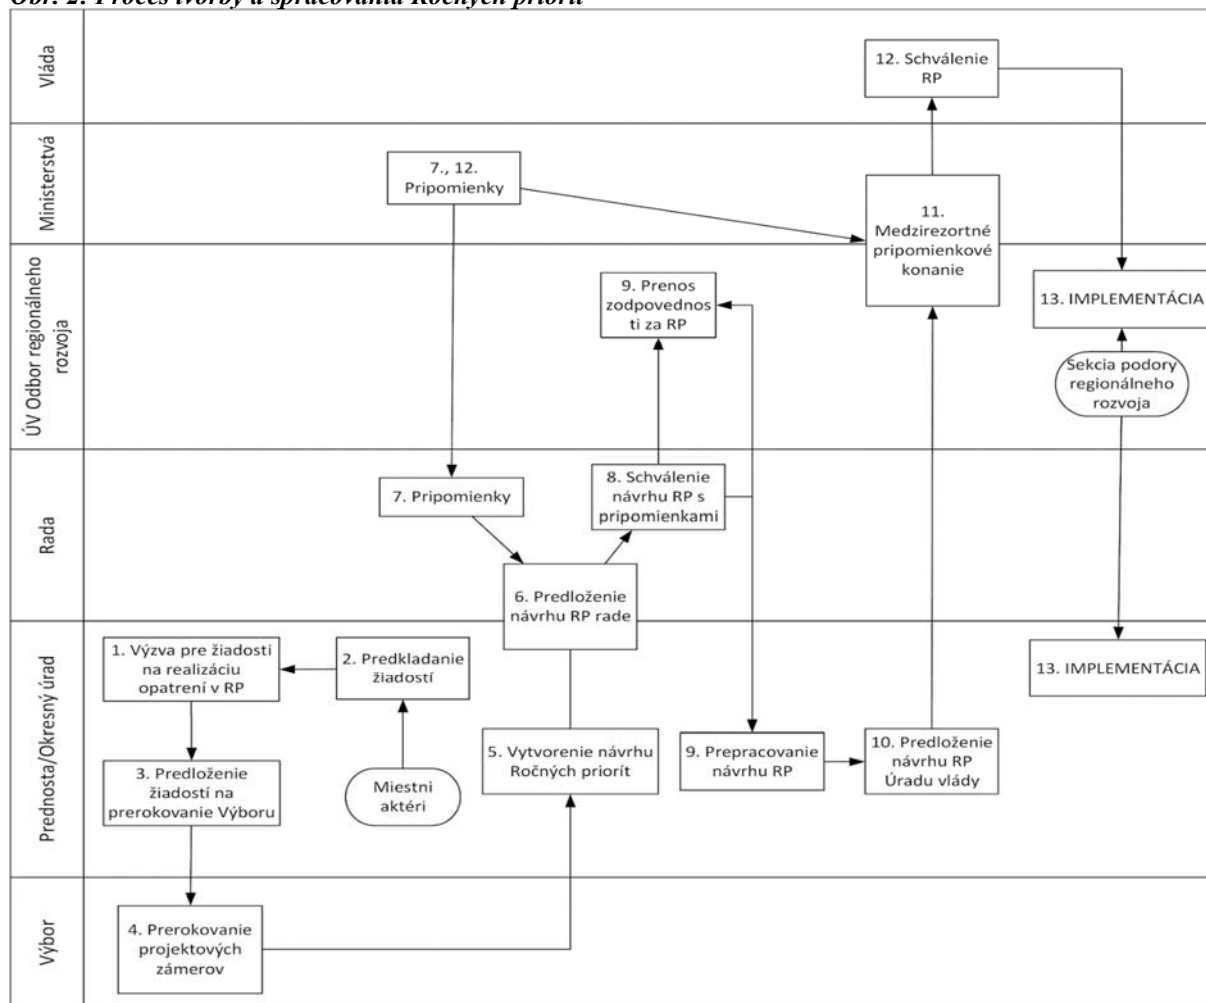 Obr. 2: Proces tvorby a spracovania Ročných priorít
Vláda
12. Schválenie
RP
Ministerstvá
7., 12.
Pripomienky
11.
Medzirezortné
pripomienkové
konanie
ÚV Odbor regionálneho
rozvoja
9. Prenos
zodpovednos
ti za RP
13. IMPLEMENTÁCIA
Sekcia podory
regionálneho
rozvoja
Rada
7. Pripomienky
8. Schválenie
návrhu RP s
pripomienkami
6. Predloženie
návrhu RP rade
Prednosta/Okresný úrad
1. Výzva pre žiadosti
na realizáciu
opatrení v RP
2. Predkladanie
žiadostí
13. IMPLEMENTÁCIA
3. Predloženie
žiadostí na
prerokovanie Výboru
Miestni
aktéri
5. Vytvorenie návrhu
Ročných priorít
9. Prepracovanie
návrhu RP
10. Predloženie
návrhu RP
Úradu vlády
Výbor
4. Prerokovanie
projektových
zámerov